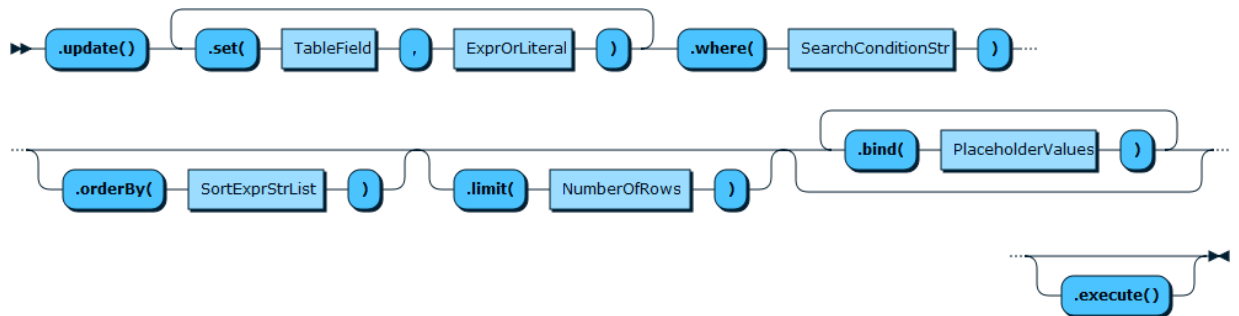 .update() .set( TableField , ExprOrLiteral ) .where( SearchConditionStr )
.orderBy( SortExprStrList ) .limit( NumberOfRows ) .bind( PlaceholderValues )
.execute()